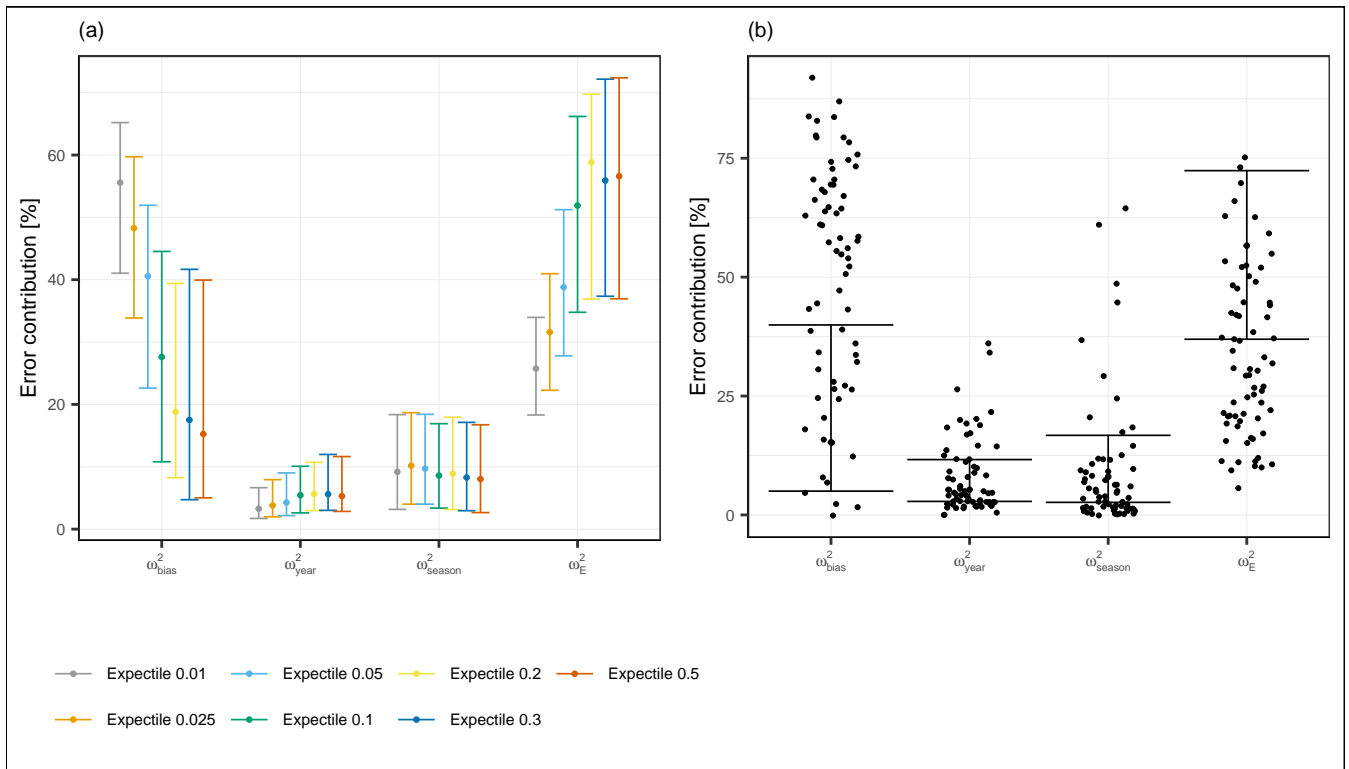 (a)
Error contribution [%]
60
40
20
0
ω²bias ω²year ω²season ω²E
(b)
Error contribution [%]
75
50
25
0
ω²bias ω²year ω²season ω²E
Expectile 0.01 Expectile 0.05 Expectile 0.2 Expectile 0.5
Expectile 0.025 Expectile 0.1 Expectile 0.3